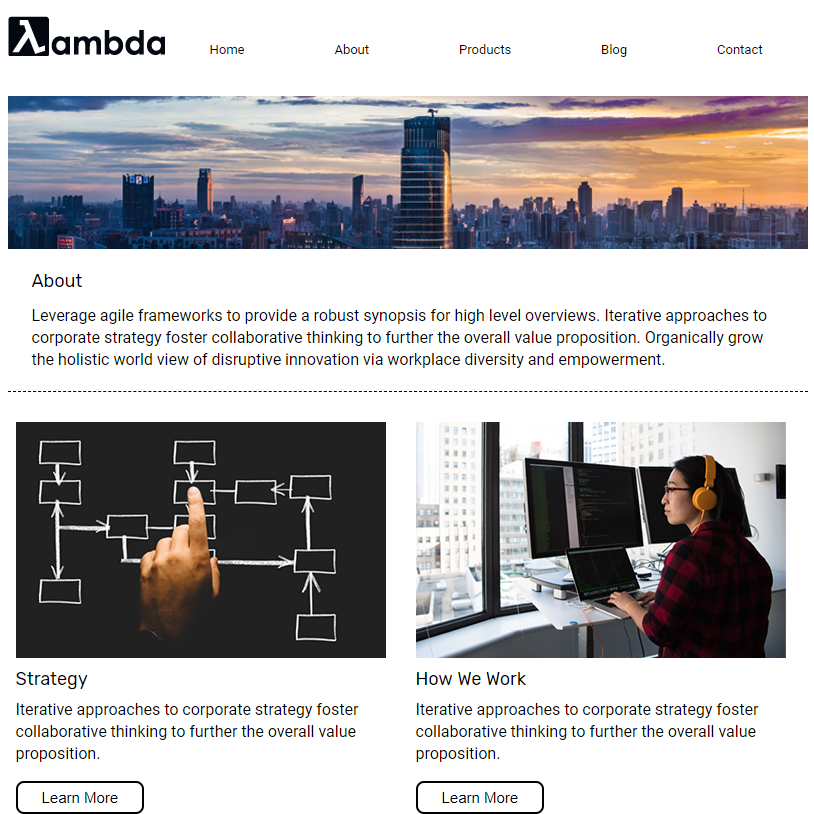 λambda
Home About Products Blog Contact
About
Leverage agile frameworks to provide a robust synopsis for high level overviews. Iterative approaches to
corporate strategy foster collaborative thinking to further the overall value proposition. Organically grow
the holistic world view of disruptive innovation via workplace diversity and empowerment.
Strategy
Iterative approaches to corporate strategy foster
collaborative thinking to further the overall value
proposition.
Learn More
How We Work
Iterative approaches to corporate strategy foster
collaborative thinking to further the overall value
proposition.
Learn More